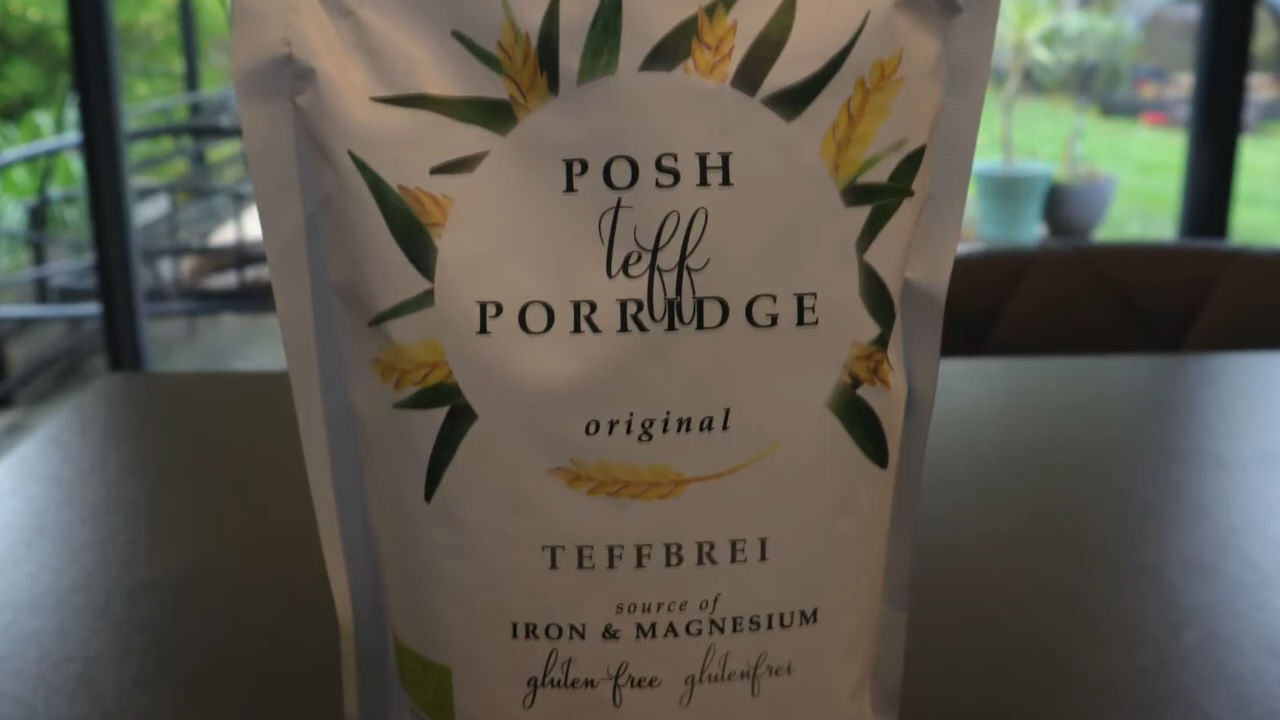 POSH
teff
PORRIDGE
original
TEFFBREI
source of
IRON & MAGNESIUM
gluten-free glutenfrei